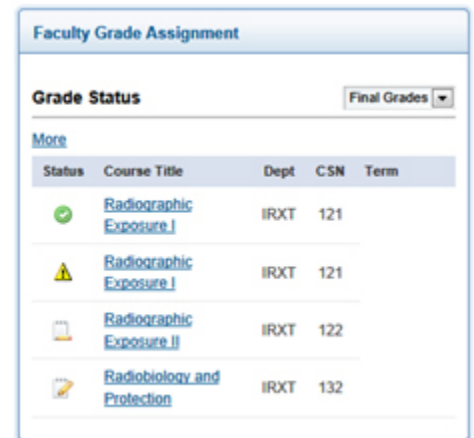 Faculty Grade Assignment
Grade Status
Final Grades
More
Status Course Title Dept CSN Term
Radiographic
Exposure I
IRXT 121
Radiographic
Exposure I
IRXT 121
Radiographic
Exposure II
IRXT 122
Radiobiology and
Protection
IRXT 132